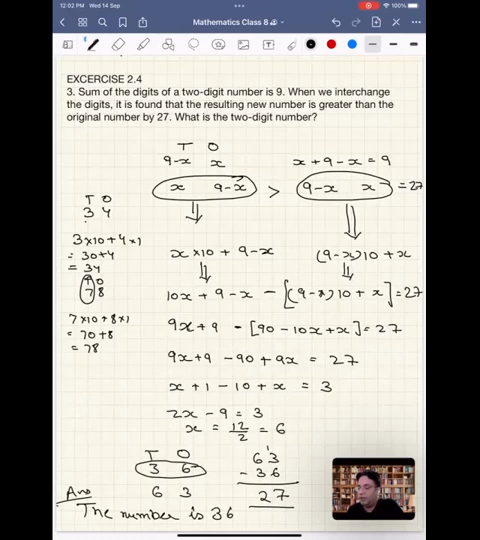 12:02 PM Wed 14 Sep
100%
Mathematics Class 8
EXCERCISE 2.4
3. Sum of the digits of a two-digit number is 9. When we interchange
the digits, it is found that the resulting new number is greater than the
original number by 27. What is the two-digit number?
T O
9-x x
x+9-x=9
x 9-x > 9-x x =27
T O
3 4
3×10+4×1
=30+4
=34
T O
7 8
7×10+8×1
=70+8
=78
x×10+9-x (9-x)10+x
10x+9-x-[(9-x)10+x]=27
9x+9-[90-10x+x]=27
9x+9-90+9x=27
x+1-10+x=3
2x-9=3
x=12/2=6
T O
3 6
6 3
63
-36
27
Ans
The number is 36